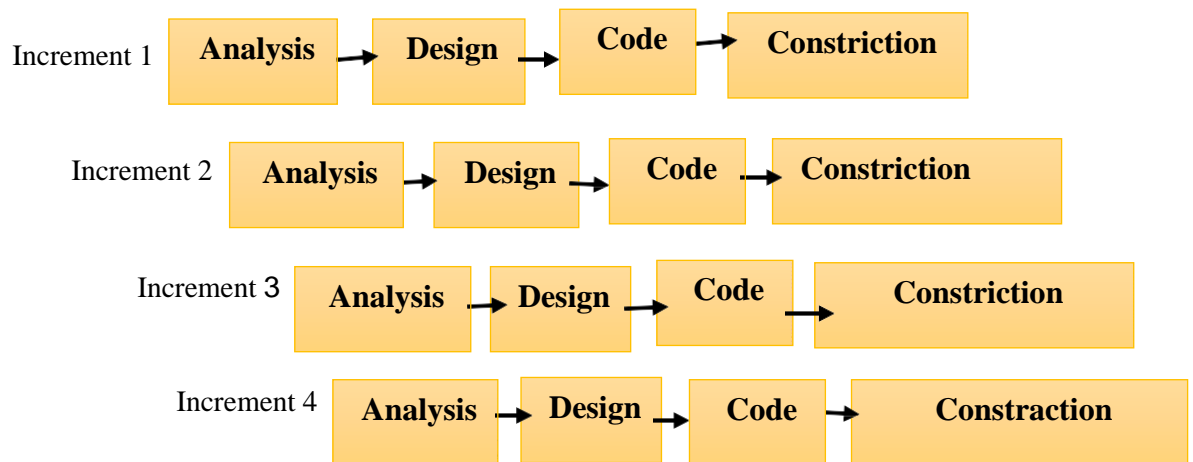 Increment 1 Analysis Design Code Constriction
Increment 2 Analysis Design Code Constriction
Increment 3 Analysis Design Code Constriction
Increment 4 Analysis Design Code Constraction